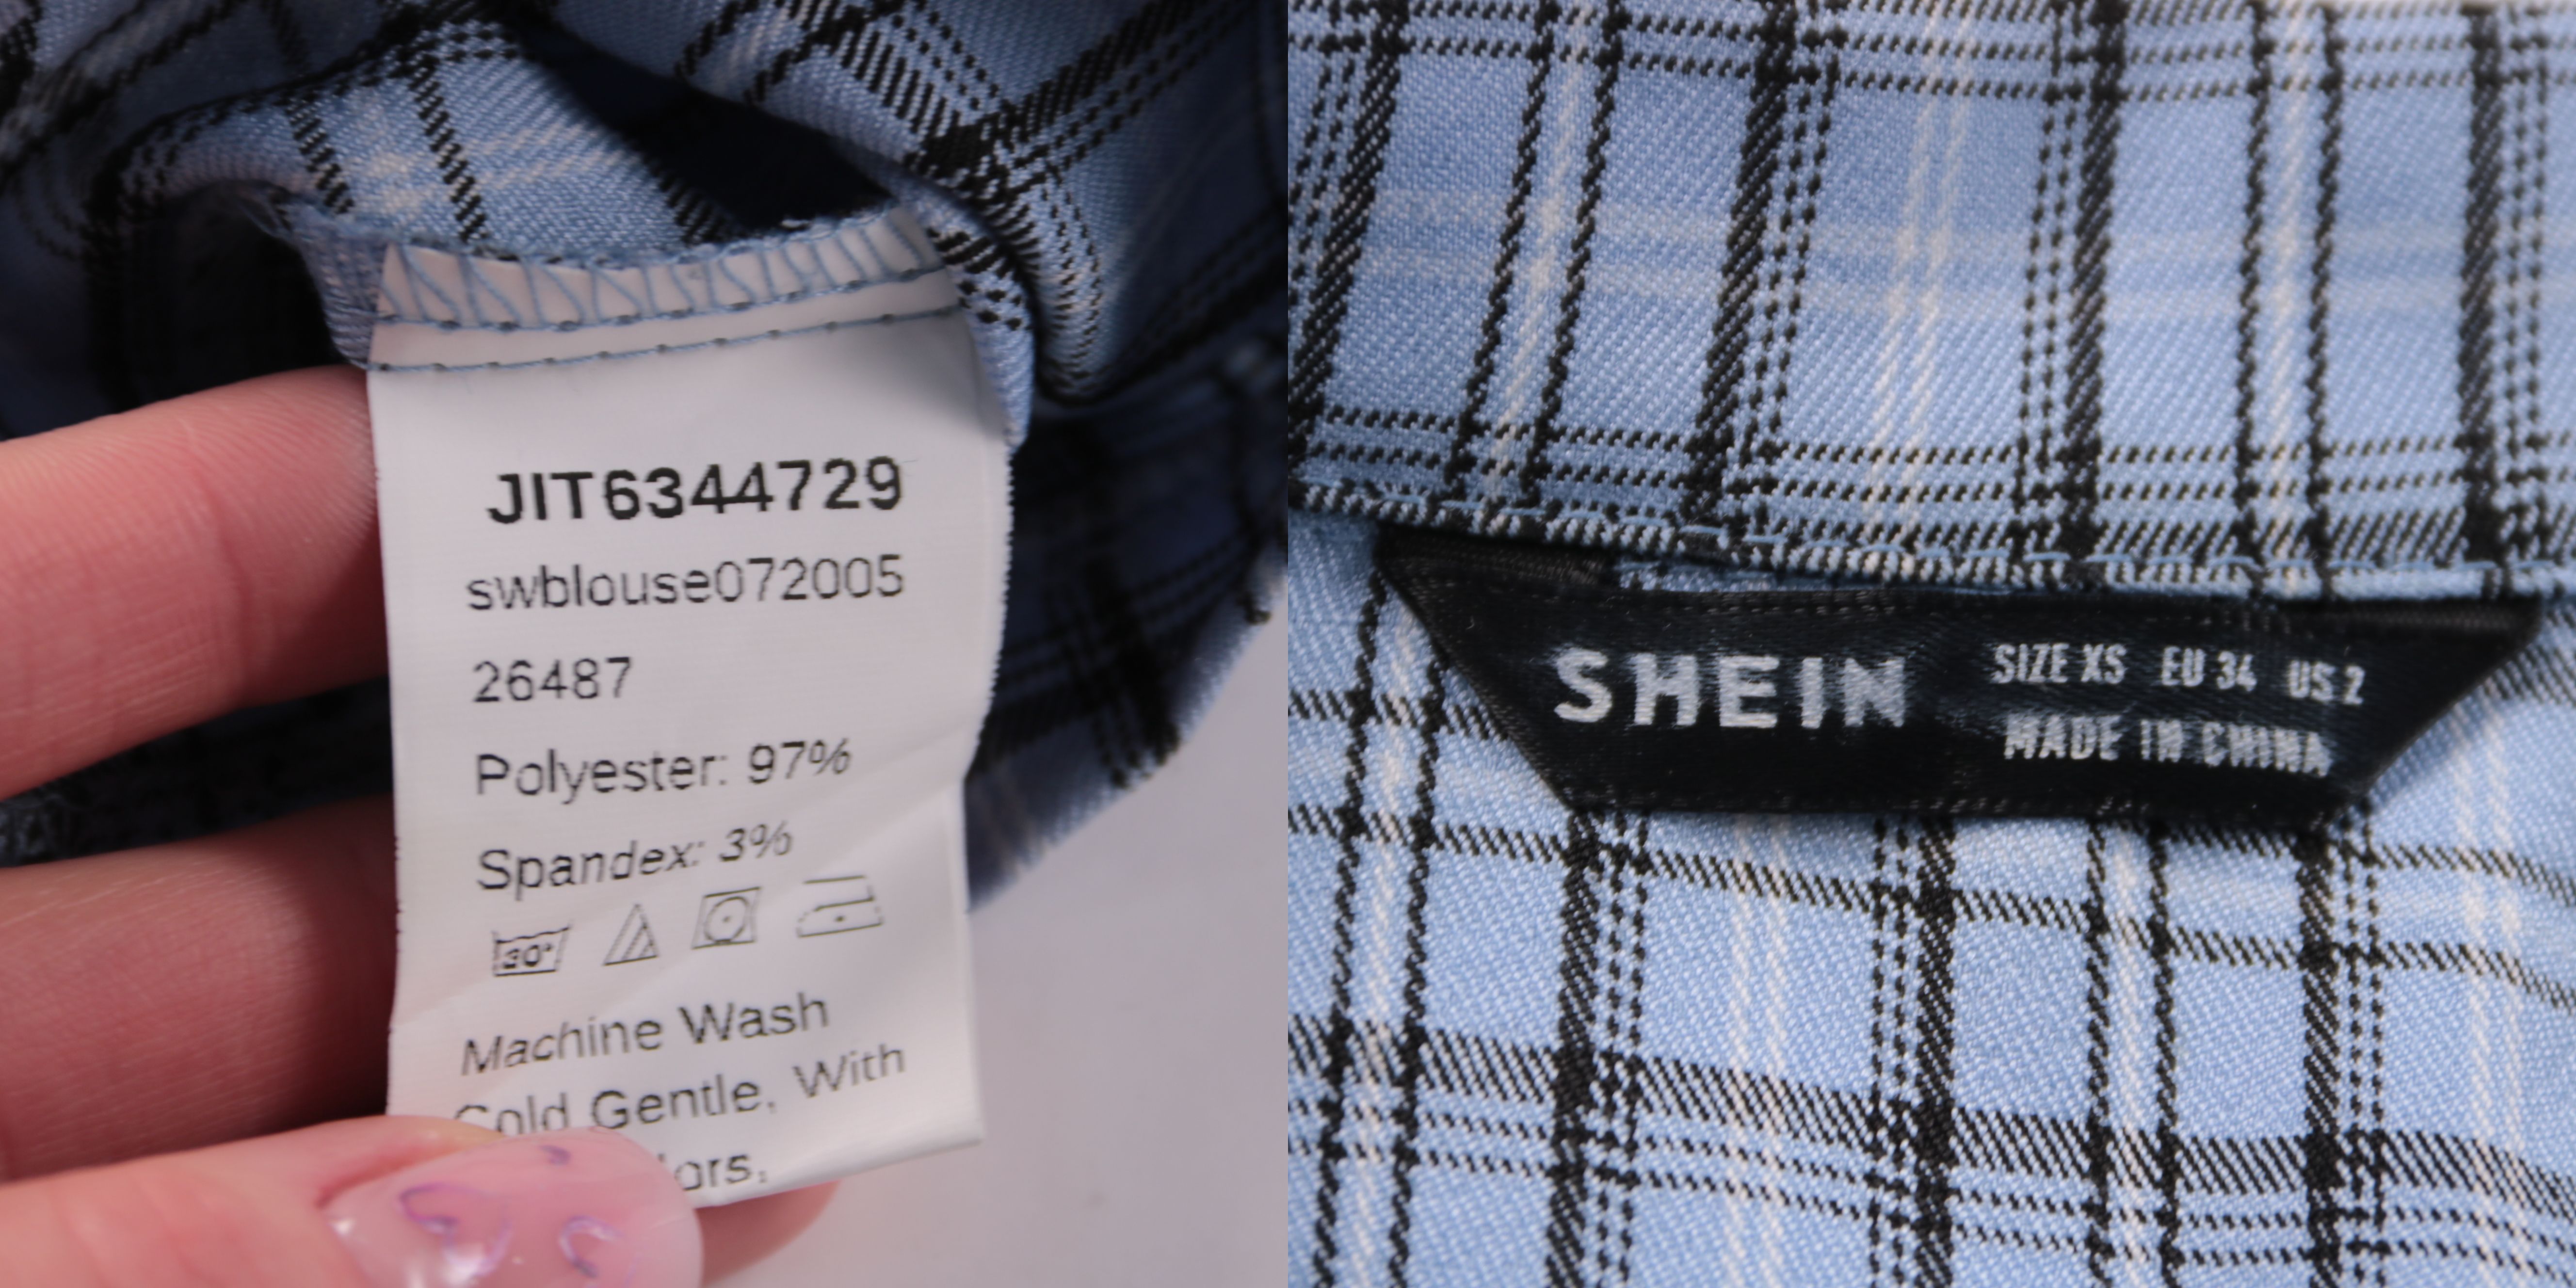 JIT6344729
swblouse072005
26487
Polyester: 97%
Spandex: 3%
30°
Machine Wash
Cold Gentle, With
lors,
SHEIN
SIZE XS EU 34 US 2
MADE IN CHINA